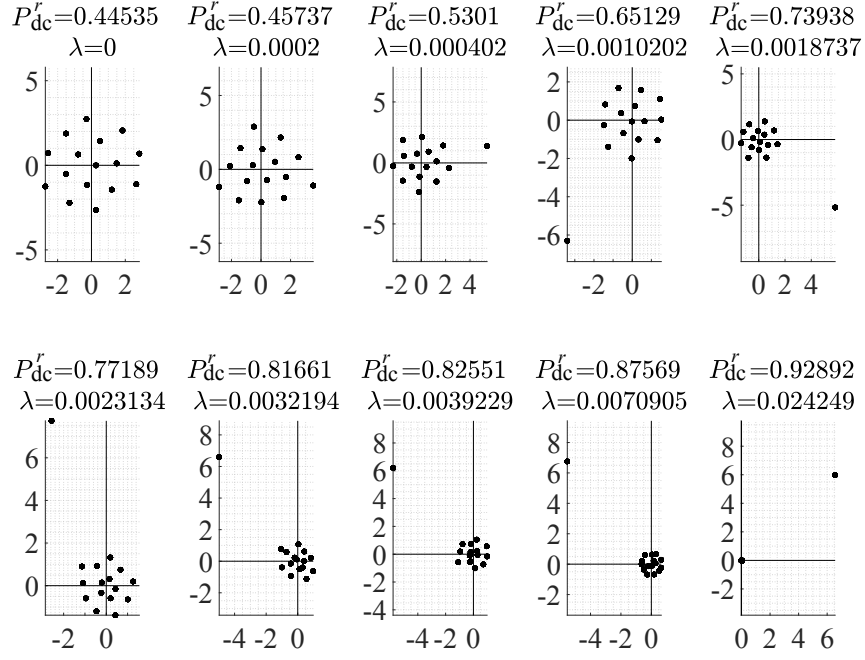 P^r_dc=0.44535 P^r_dc=0.45737 P^r_dc=0.5301 P^r_dc=0.65129 P^r_dc=0.73938
λ=0 λ=0.0002 λ=0.000402 λ=0.0010202 λ=0.0018737
5 5 5 2 5
0 0 0 0 0
-2
-4
-5 -5 -5 -6 -5
-2 0 2 -2 0 2 -2 0 2 4 -2 0 0 2 4
P^r_dc=0.77189 P^r_dc=0.81661 P^r_dc=0.82551 P^r_dc=0.87569 P^r_dc=0.92892
λ=0.0023134 λ=0.0032194 λ=0.0039229 λ=0.0070905 λ=0.024249
8 8 8 8
6 6 6 6 6
4 4 4 4 4
2 2 2 2 2
0 0 0 0 0
-2 -2 -2 -2
-4
-2 0 -4 -2 0 -4 -2 0 -4 -2 0 0 2 4 6